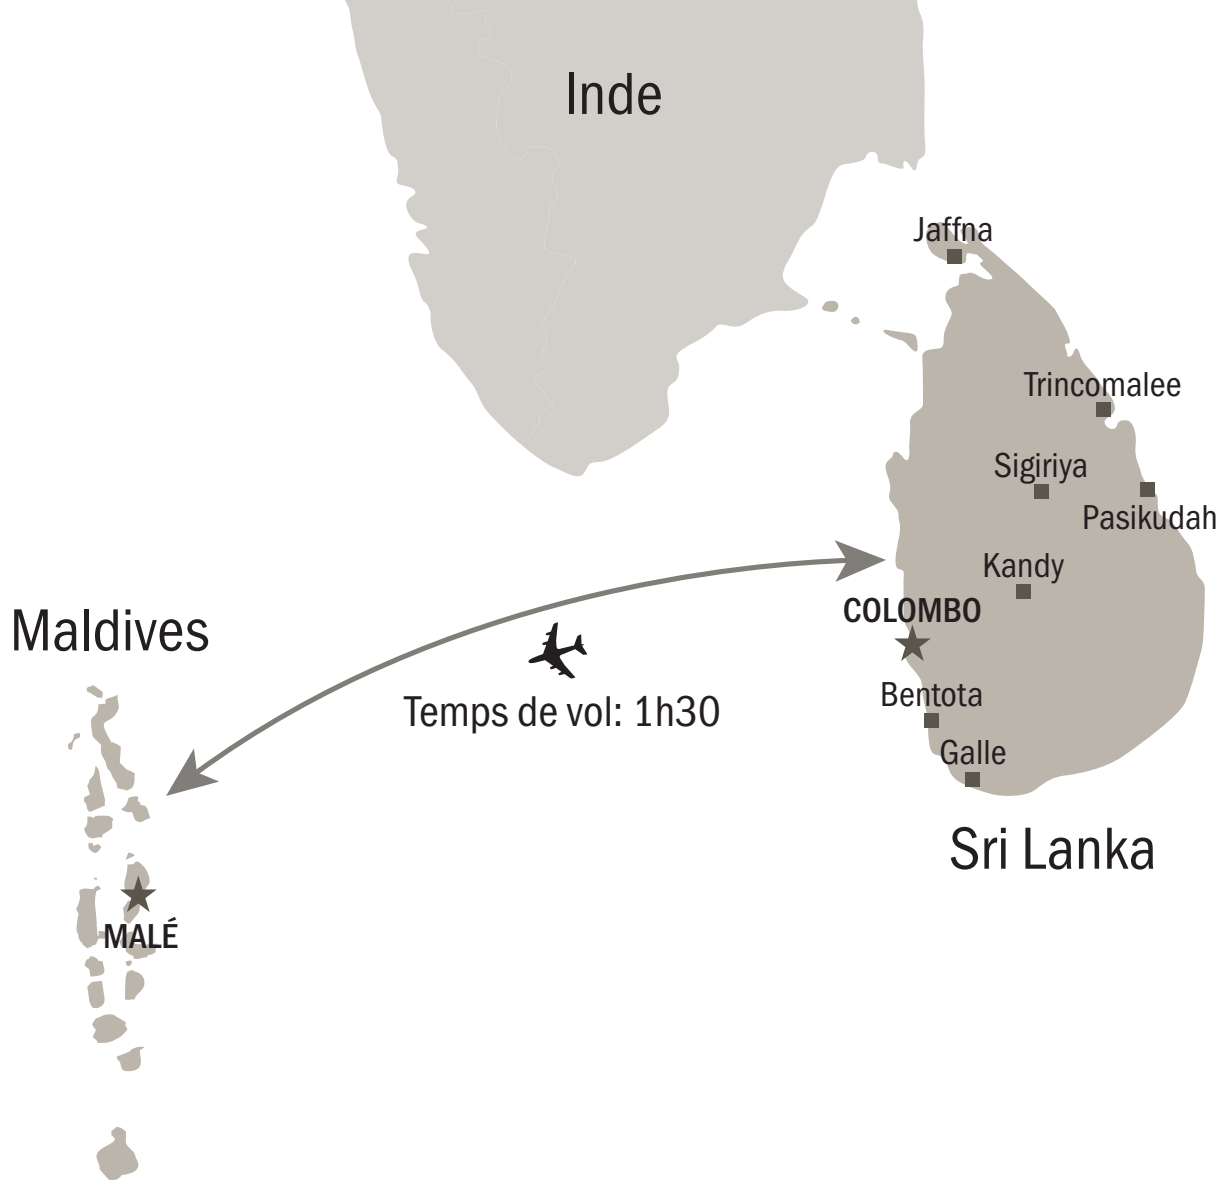 Inde
Jaffna
Trincomalee
Sigiriya
Pasikudah
Kandy
COLOMBO
Maldives
Bentota
Temps de vol: 1h30
Galle
Sri Lanka
MALÉ